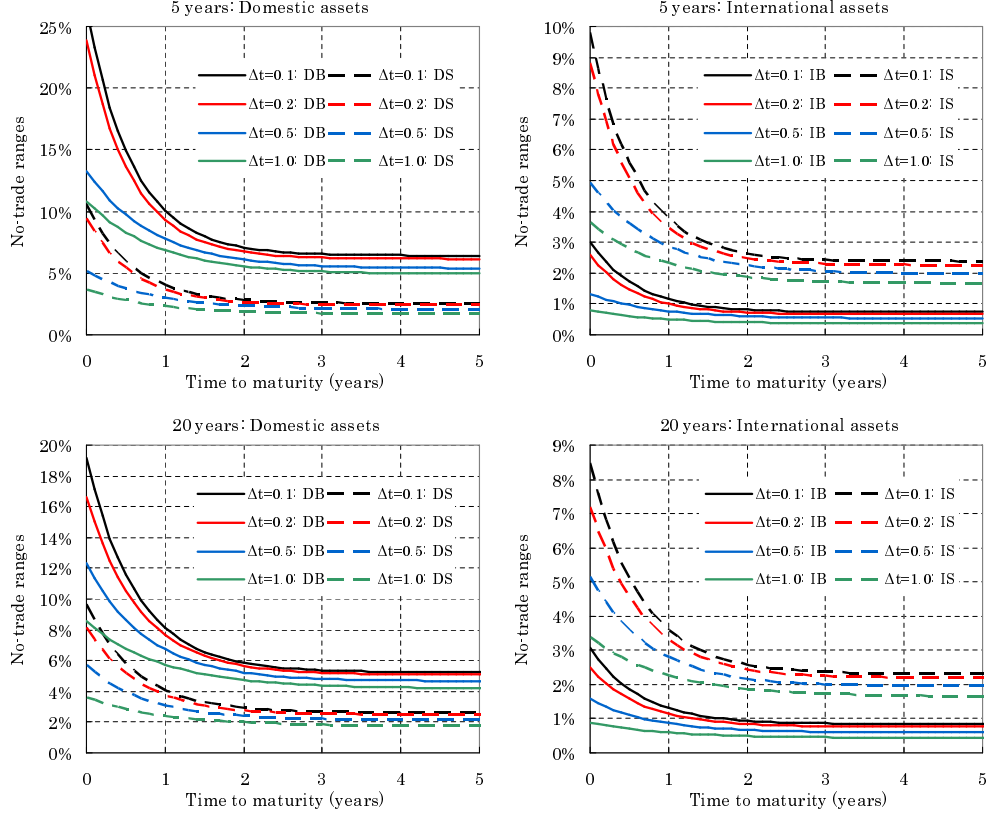 5 years: Domestic assets
No-trade ranges
25%
20%
15%
10%
5%
0%
Δt=0.1: DB
Δt=0.1: DS
Δt=0.2: DB
Δt=0.2: DS
Δt=0.5: DB
Δt=0.5: DS
Δt=1.0: DB
Δt=1.0: DS
0 1 2 3 4 5
Time to maturity (years)
5 years: International assets
No-trade ranges
10%
9%
8%
7%
6%
5%
4%
3%
2%
1%
0%
Δt=0.1: IB
Δt=0.1: IS
Δt=0.2: IB
Δt=0.2: IS
Δt=0.5: IB
Δt=0.5: IS
Δt=1.0: IB
Δt=1.0: IS
0 1 2 3 4 5
Time to maturity (years)
20 years: Domestic assets
No-trade ranges
20%
18%
16%
14%
12%
10%
8%
6%
4%
2%
0%
Δt=0.1: DB
Δt=0.1: DS
Δt=0.2: DB
Δt=0.2: DS
Δt=0.5: DB
Δt=0.5: DS
Δt=1.0: DB
Δt=1.0: DS
0 1 2 3 4 5
Time to maturity (years)
20 years: International assets
No-trade ranges
9%
8%
7%
6%
5%
4%
3%
2%
1%
0%
Δt=0.1: IB
Δt=0.1: IS
Δt=0.2: IB
Δt=0.2: IS
Δt=0.5: IB
Δt=0.5: IS
Δt=1.0: IB
Δt=1.0: IS
0 1 2 3 4 5
Time to maturity (years)